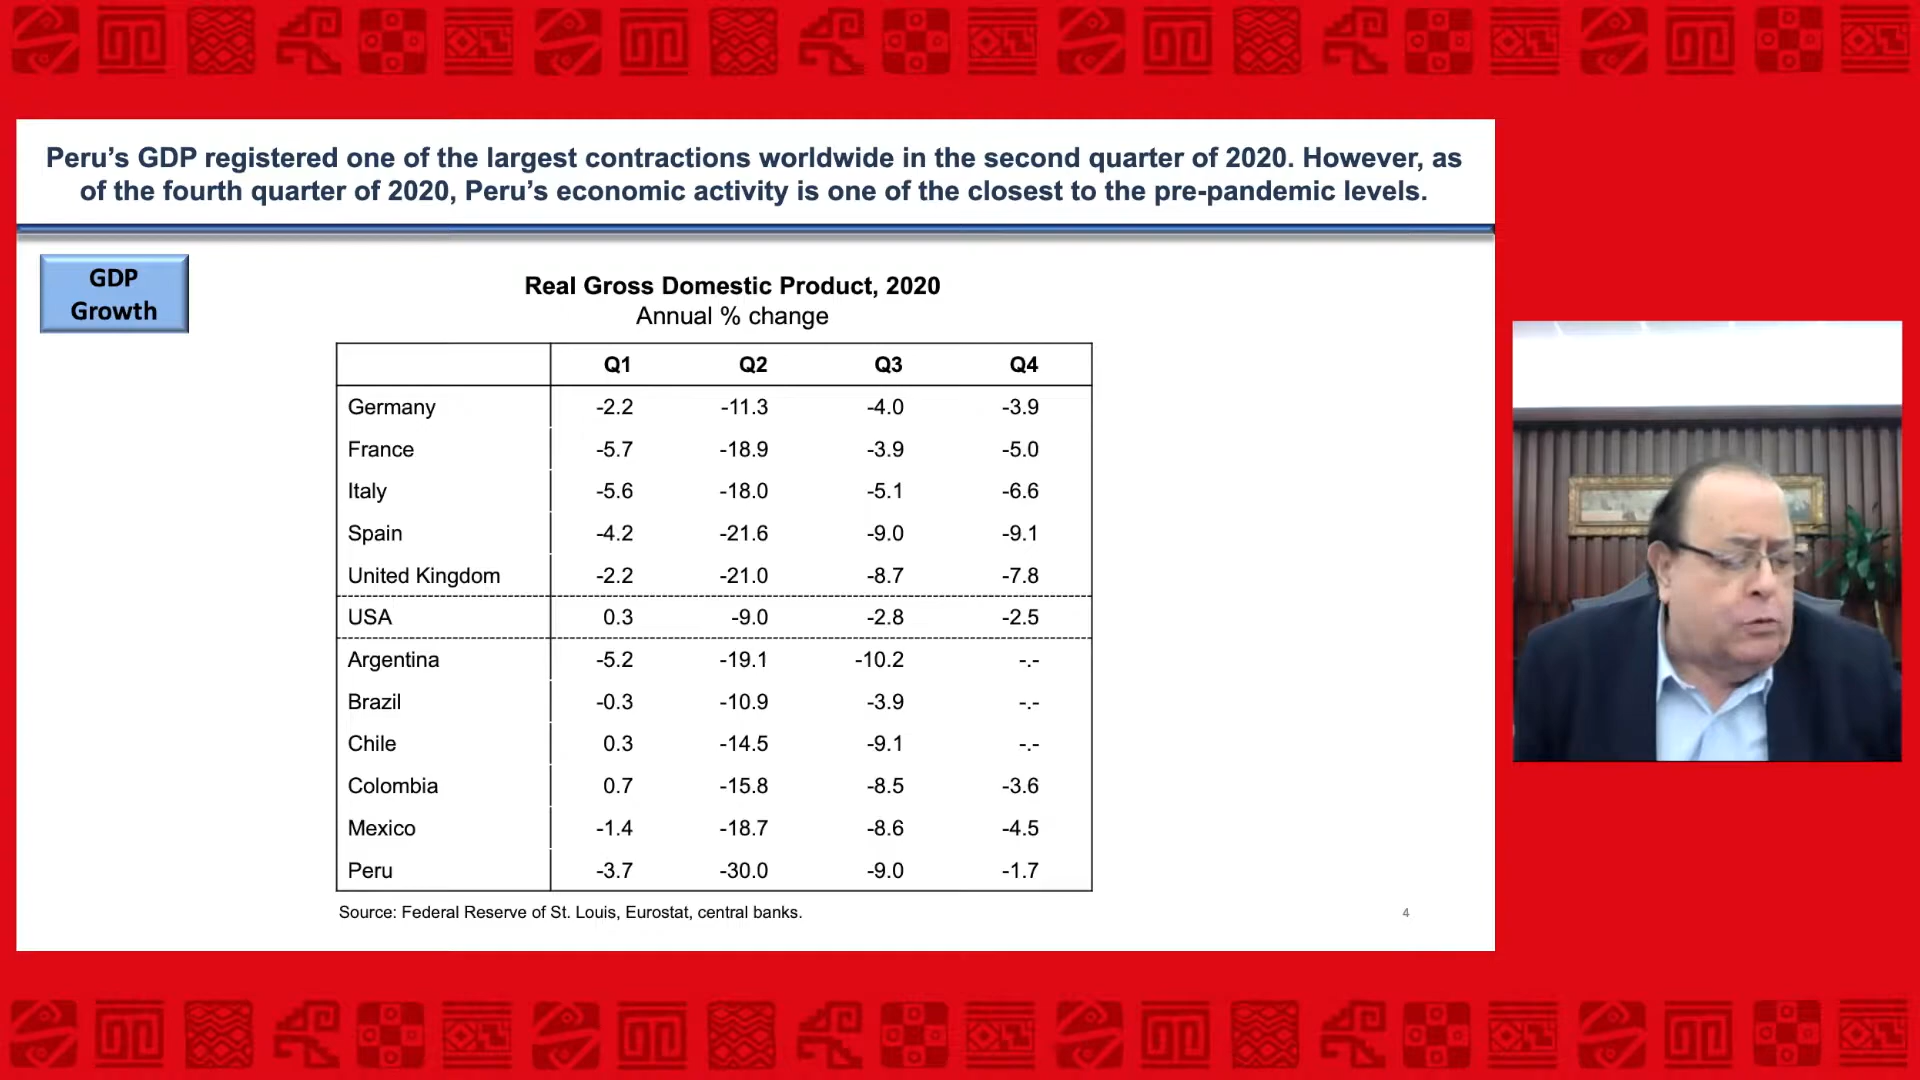 Peru’s GDP registered one of the largest contractions worldwide in the second quarter of 2020. However, as
of the fourth quarter of 2020, Peru’s economic activity is one of the closest to the pre-pandemic levels.
GDP
Growth
Real Gross Domestic Product, 2020
Annual % change
Q1 Q2 Q3 Q4
Germany -2.2 -11.3 -4.0 -3.9
France -5.7 -18.9 -3.9 -5.0
Italy -5.6 -18.0 -5.1 -6.6
Spain -4.2 -21.6 -9.0 -9.1
United Kingdom -2.2 -21.0 -8.7 -7.8
USA 0.3 -9.0 -2.8 -2.5
Argentina -5.2 -19.1 -10.2 -.-
Brazil -0.3 -10.9 -3.9 -.-
Chile 0.3 -14.5 -9.1 -.-
Colombia 0.7 -15.8 -8.5 -3.6
Mexico -1.4 -18.7 -8.6 -4.5
Peru -3.7 -30.0 -9.0 -1.7
Source: Federal Reserve of St. Louis, Eurostat, central banks.
4